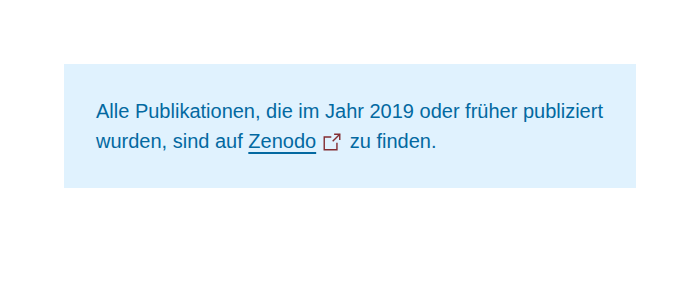 Alle Publikationen, die im Jahr 2019 oder früher publiziert
wurden, sind auf Zenodo zu finden.